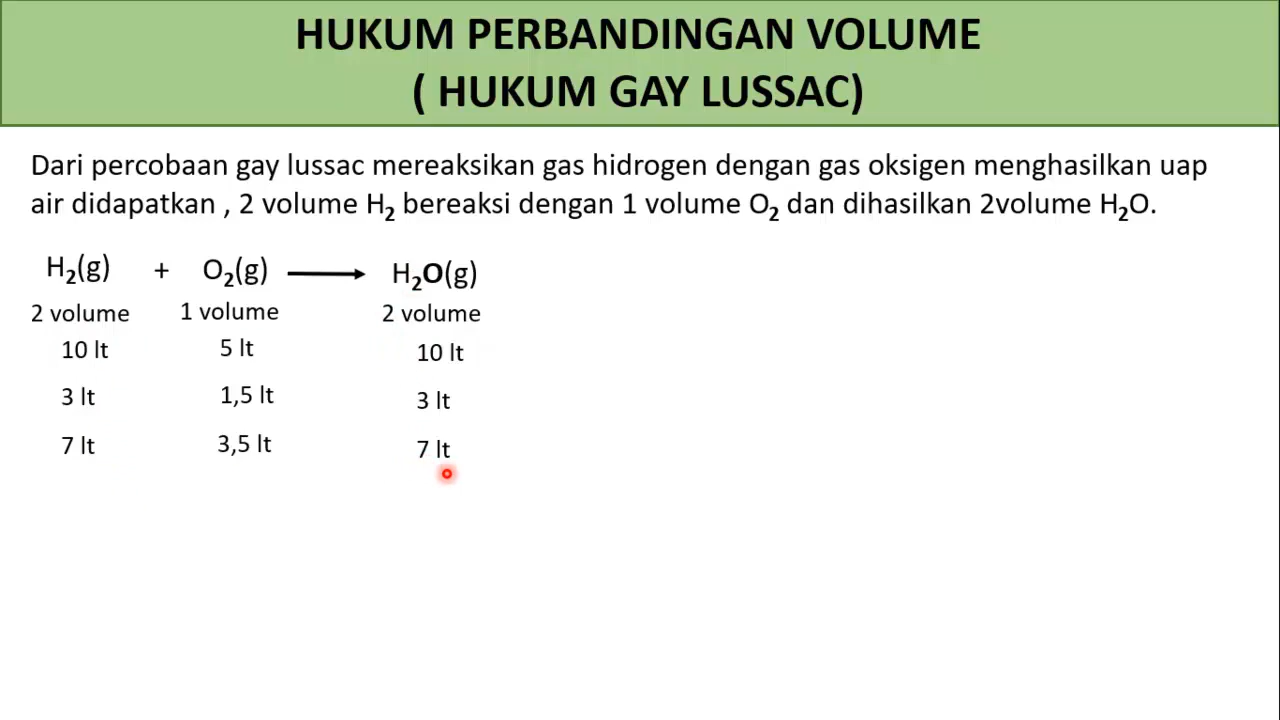 HUKUM PERBANDINGAN VOLUME
( HUKUM GAY LUSSAC)
Dari percobaan gay lussac mereaksikan gas hidrogen dengan gas oksigen menghasilkan uap
air didapatkan , 2 volume H₂ bereaksi dengan 1 volume O₂ dan dihasilkan 2volume H₂O.
H₂(g) + O₂(g) ⟶ H₂O(g)
2 volume 1 volume 2 volume
10 lt 5 lt 10 lt
3 lt 1,5 lt 3 lt
7 lt 3,5 lt 7 lt